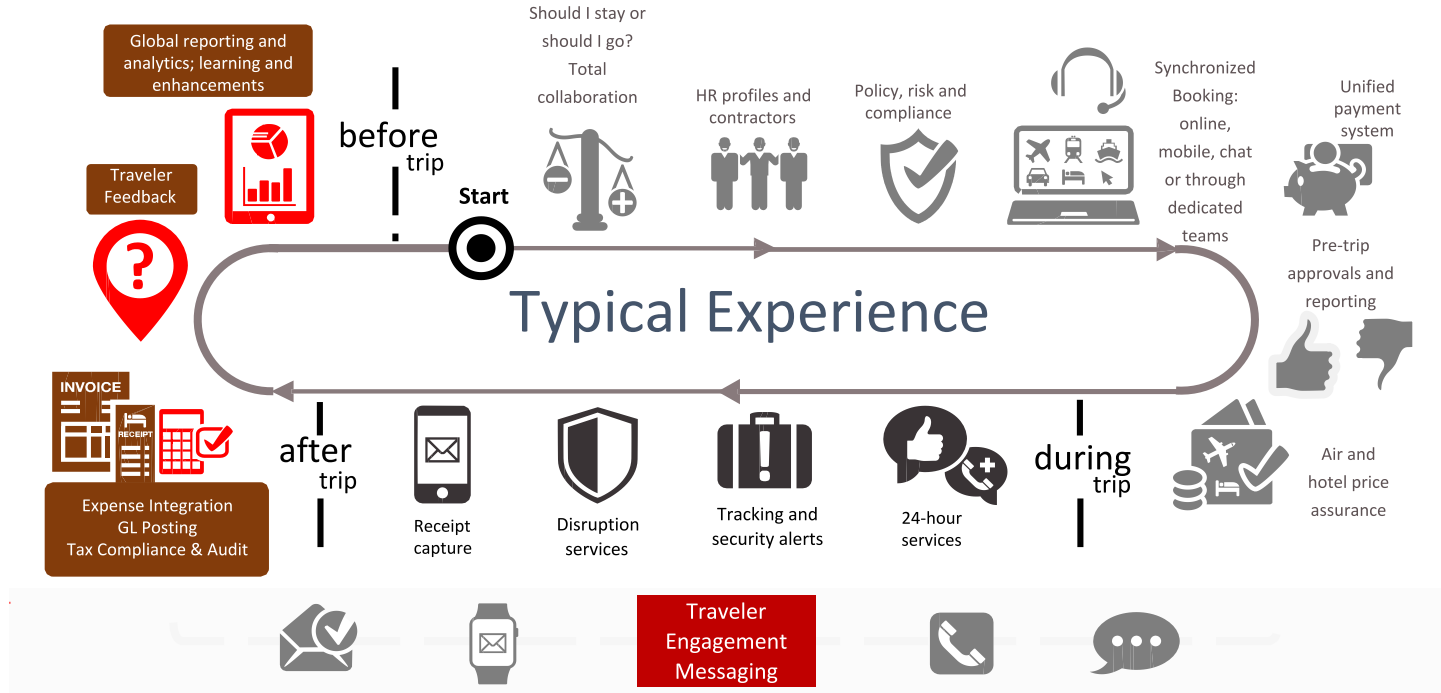 Global reporting and
analytics; learning and
enhancements
before
trip
Start
Should I stay or
should I go?
Total
collaboration
HR profiles and
contractors
Policy, risk and
compliance
Synchronized
Booking:
online,
mobile, chat
or through
dedicated
teams
Unified
payment
system
Pre-trip
approvals and
reporting
Traveler
Feedback
?
Typical Experience
INVOICE
RECEIPT
Expense Integration
GL Posting
Tax Compliance & Audit
after
trip
Receipt
capture
Disruption
services
Tracking and
security alerts
24-hour
services
during
trip
Air and
hotel price
assurance
Traveler
Engagement
Messaging